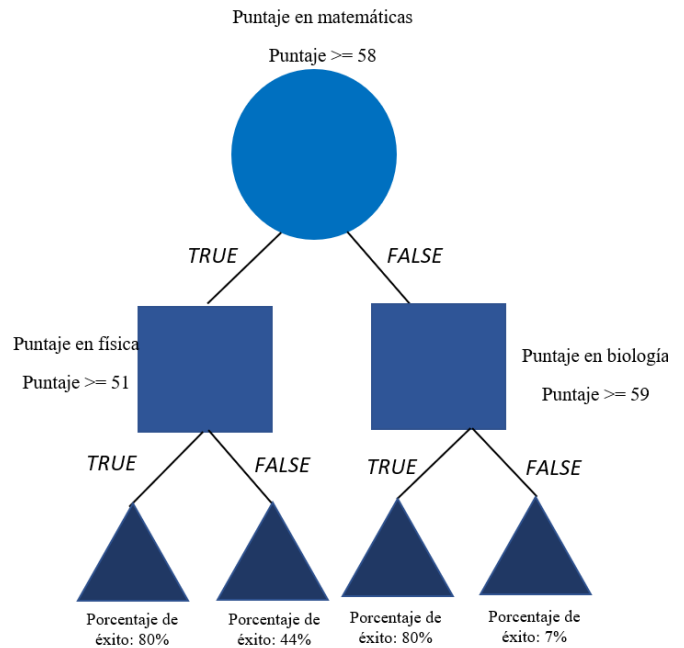 Puntaje en matemáticas
Puntaje >= 58
TRUE
FALSE
Puntaje en física
Puntaje >= 51
Puntaje en biología
Puntaje >= 59
TRUE
FALSE
TRUE
FALSE
Porcentaje de
éxito: 80%
Porcentaje de
éxito: 44%
Porcentaje de
éxito: 80%
Porcentaje de
éxito: 7%